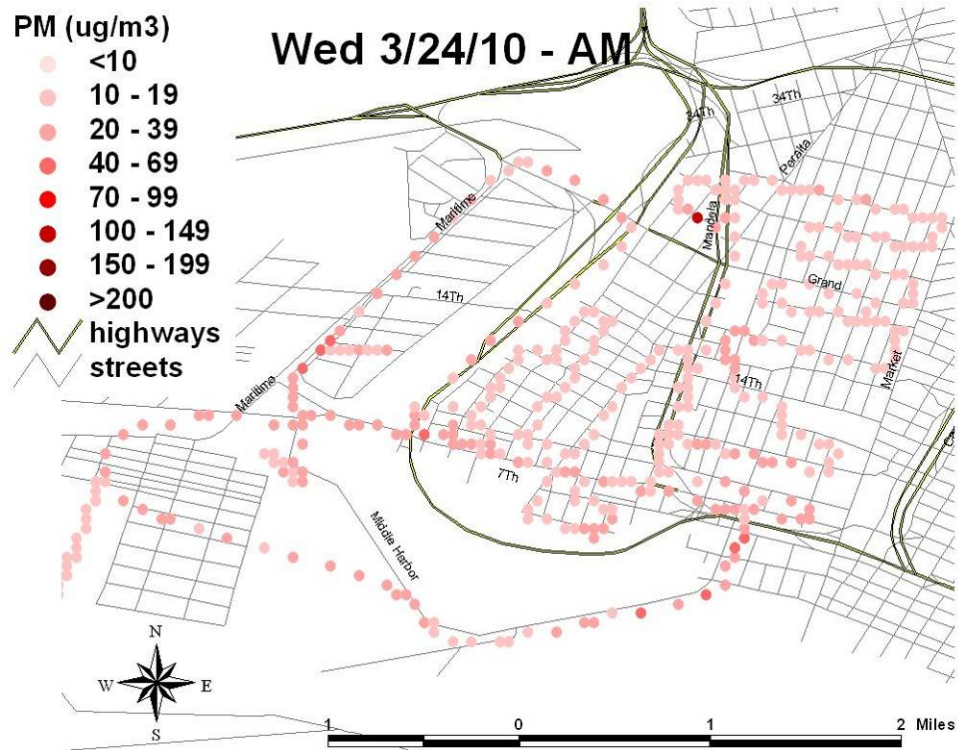 PM (ug/m3)
<10
10 - 19
20 - 39
40 - 69
70 - 99
100 - 149
150 - 199
>200
highways
streets
Wed 3/24/10 - AM
34Th
34Th
Peralta
Maritime
Mandela
Grand
14Th
Market
14Th
Maritime
7Th
Middle Harbor
N
W
E
S
1 0 1 2 Miles